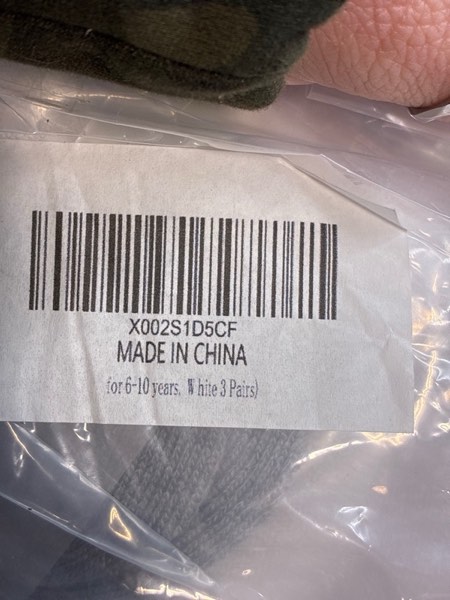 X002S1D5CF
MADE IN CHINA
for 6-10 years, White 3 Pairs)